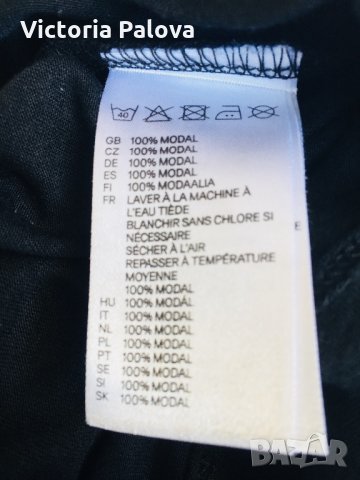 Victoria Palova
40
GB 100% MODAL
CZ 100% MODAL
DE 100% MODAL
ES 100% MODAL
FI 100% MODAALIA
FR LAVER À LA MACHINE À
L'EAU TIÈDE
BLANCHIR SANS CHLORE SI
NÉCESSAIRE
SÉCHER À L'AIR
REPASSER À TEMPÉRATURE
MOYENNE
100% MODAL
HU 100% MODÁL
IT 100% MODAL
NL 100% MODAL
PL 100% MODAL
PT 100% MODAL
SE 100% MODAL
SI 100% MODAL
SK 100% MODAL
E
BAZAR